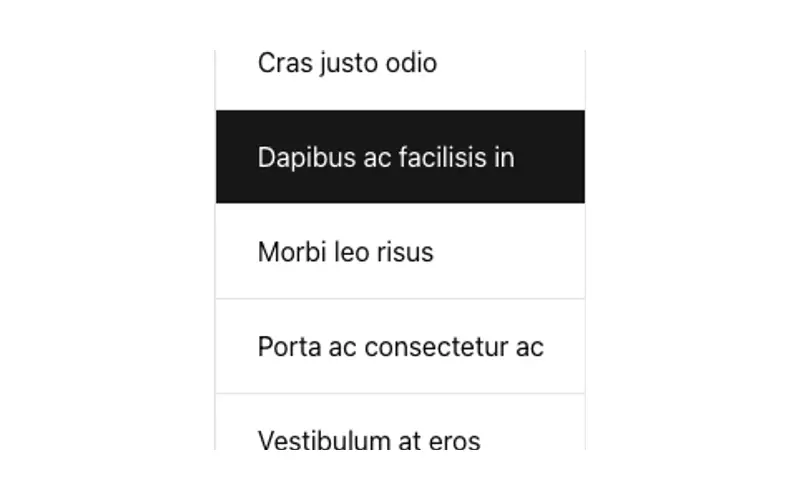 Cras justo odio
Dapibus ac facilisis in
Morbi leo risus
Porta ac consectetur ac
Vestibulum at eros